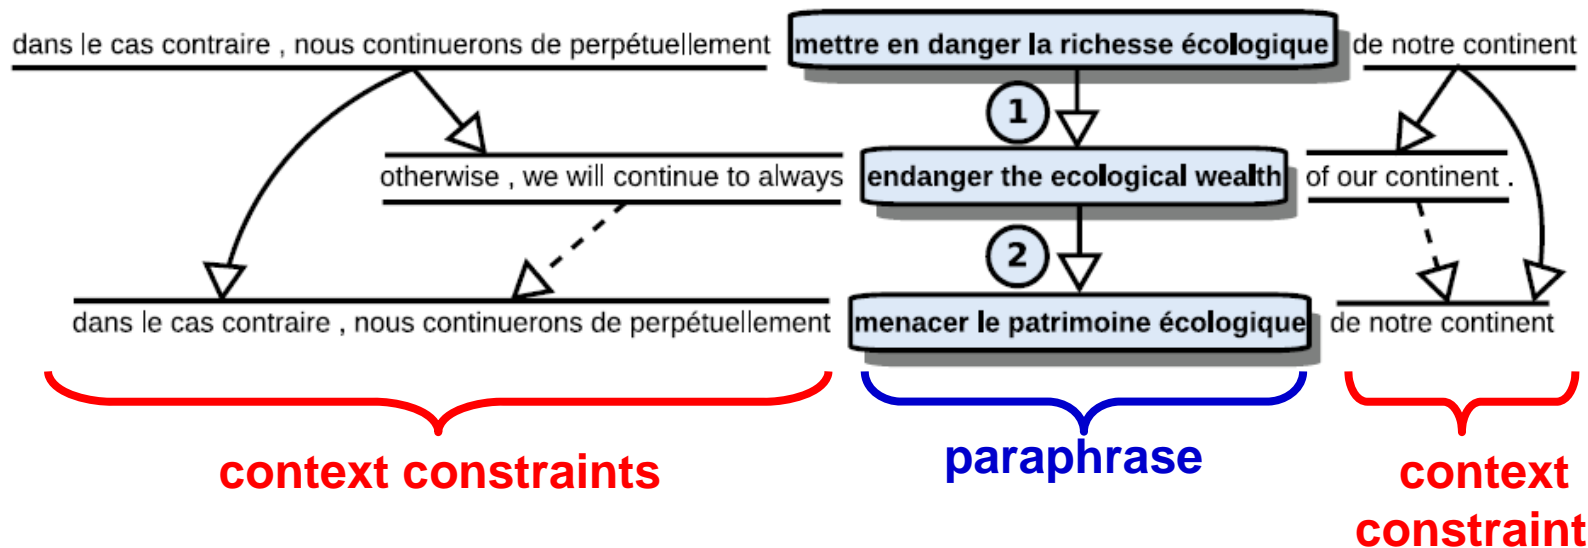 dans le cas contraire , nous continuerons de perpétuellement mettre en danger la richesse écologique de notre continent
1
otherwise , we will continue to always endanger the ecological wealth of our continent .
2
dans le cas contraire , nous continuerons de perpétuellement menacer le patrimoine écologique de notre continent
context constraints
paraphrase
context
constraint